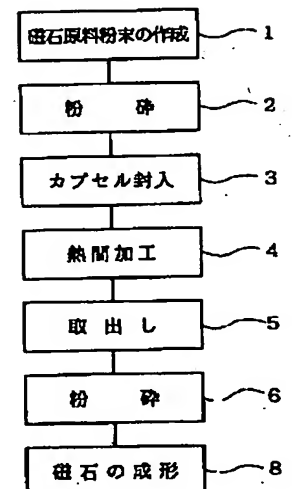 磁石原料粉末の作成 1
粉砕 2
カプセル封入 3
熱間加工 4
取出し 5
粉砕 6
磁石の成形 8